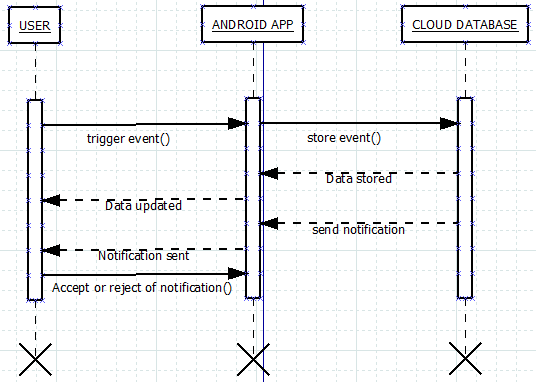 USER
ANDROID APP
CLOUD DATABASE
trigger event()
store event()
Data stored
Data updated
send notification
Notification sent
Accept or reject of notification()